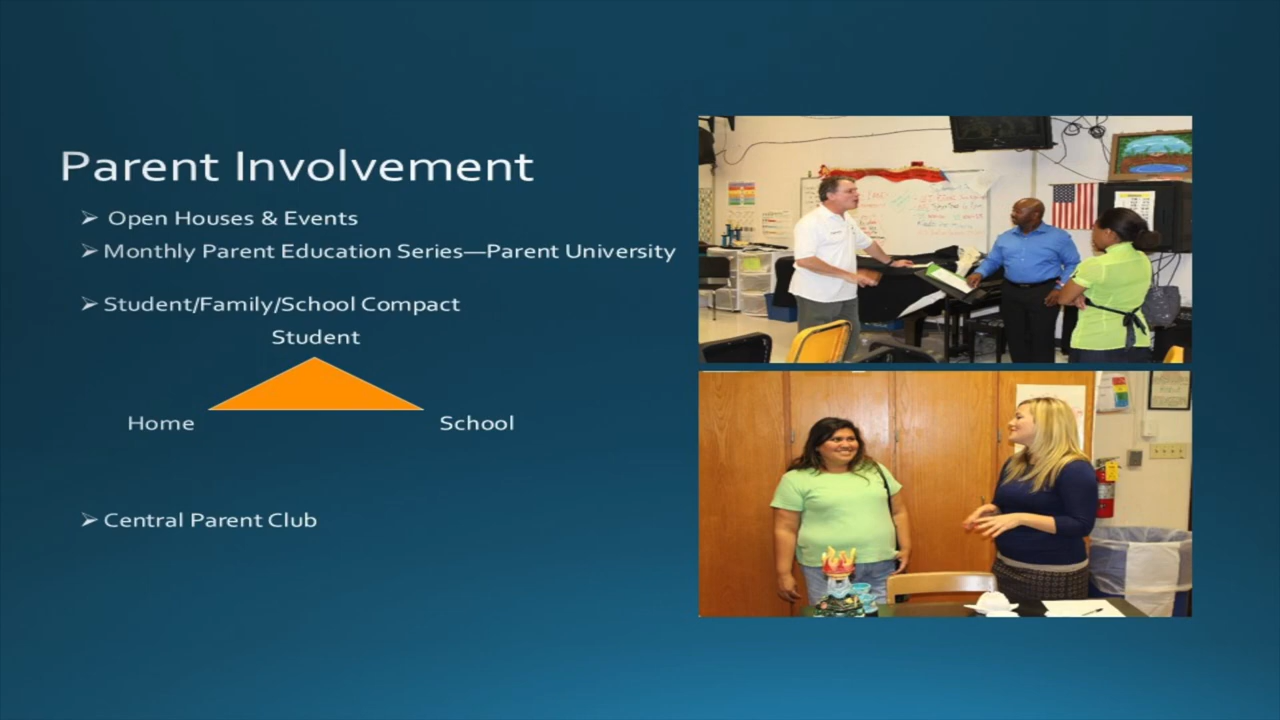 Parent Involvement
Open Houses & Events
Monthly Parent Education Series—Parent University
Student/Family/School Compact
Student
Home
School
Central Parent Club